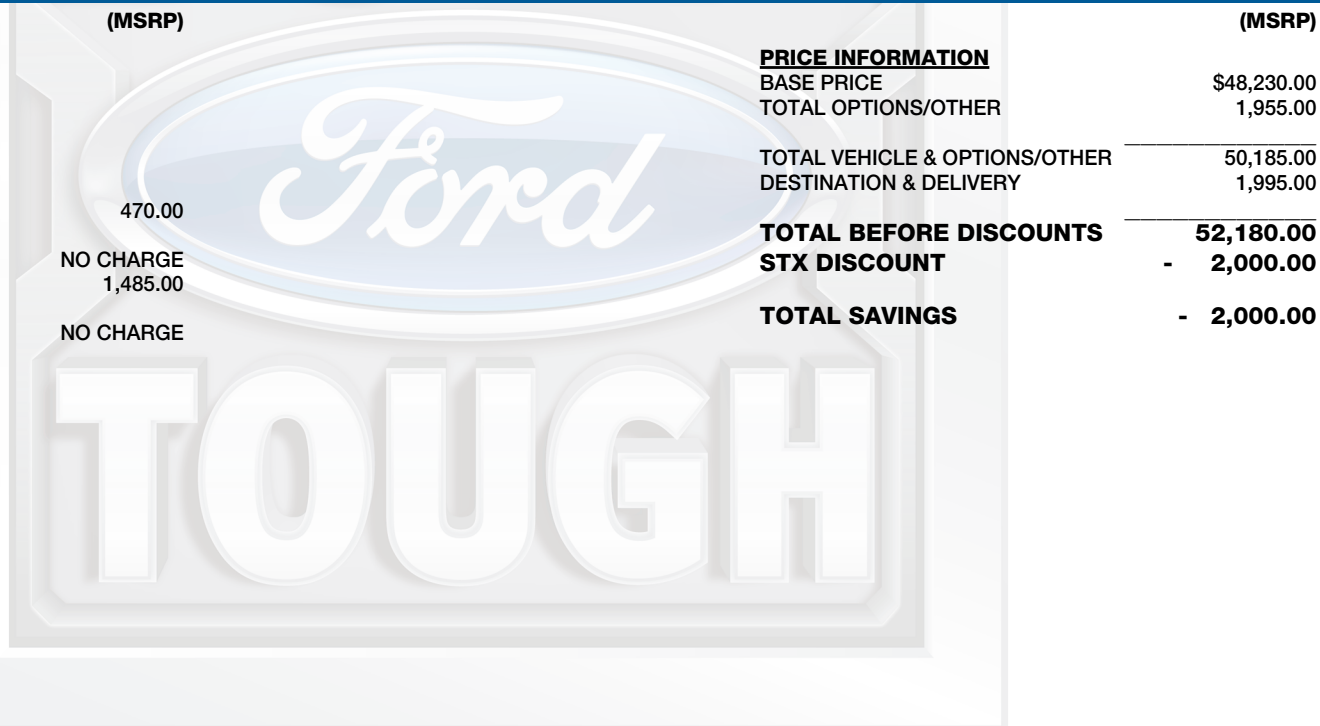 (MSRP)
470.00
NO CHARGE
1,485.00
NO CHARGE
(MSRP)
PRICE INFORMATION
BASE PRICE $48,230.00
TOTAL OPTIONS/OTHER 1,955.00
TOTAL VEHICLE & OPTIONS/OTHER 50,185.00
DESTINATION & DELIVERY 1,995.00
TOTAL BEFORE DISCOUNTS 52,180.00
STX DISCOUNT - 2,000.00
TOTAL SAVINGS - 2,000.00
Ford
TOUGH